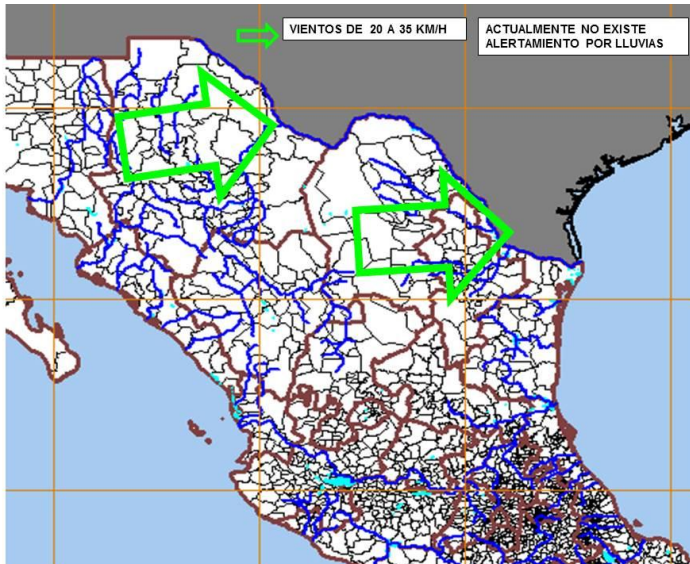 VIENTOS DE 20 A 35 KM/H
ACTUALMENTE NO EXISTE
ALERTAMIENTO POR LLUVIAS